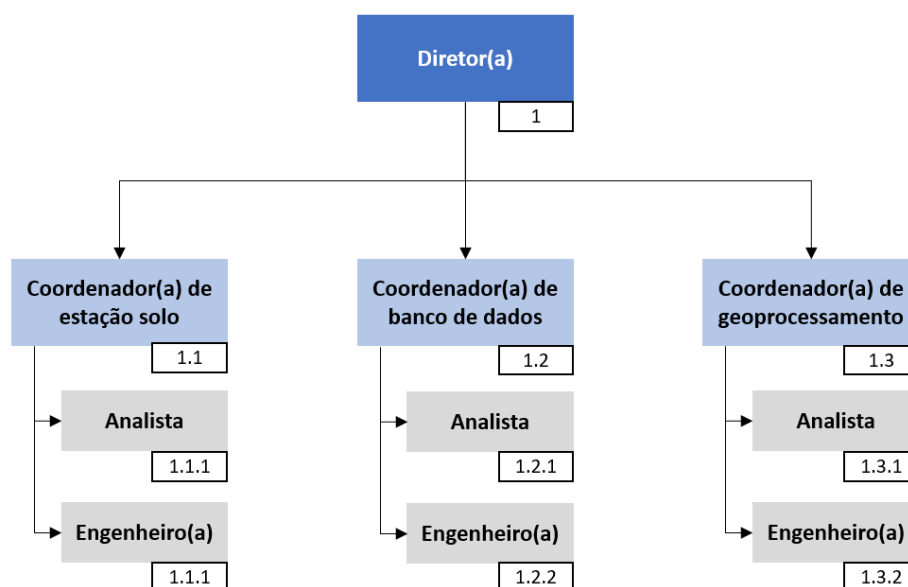 Diretor(a)
1
Coordenador(a) de
estação solo
1.1
Coordenador(a) de
banco de dados
1.2
Coordenador(a) de
geoprocessamento
1.3
Analista
1.1.1
Analista
1.2.1
Analista
1.3.1
Engenheiro(a)
1.1.1
Engenheiro(a)
1.2.2
Engenheiro(a)
1.3.2